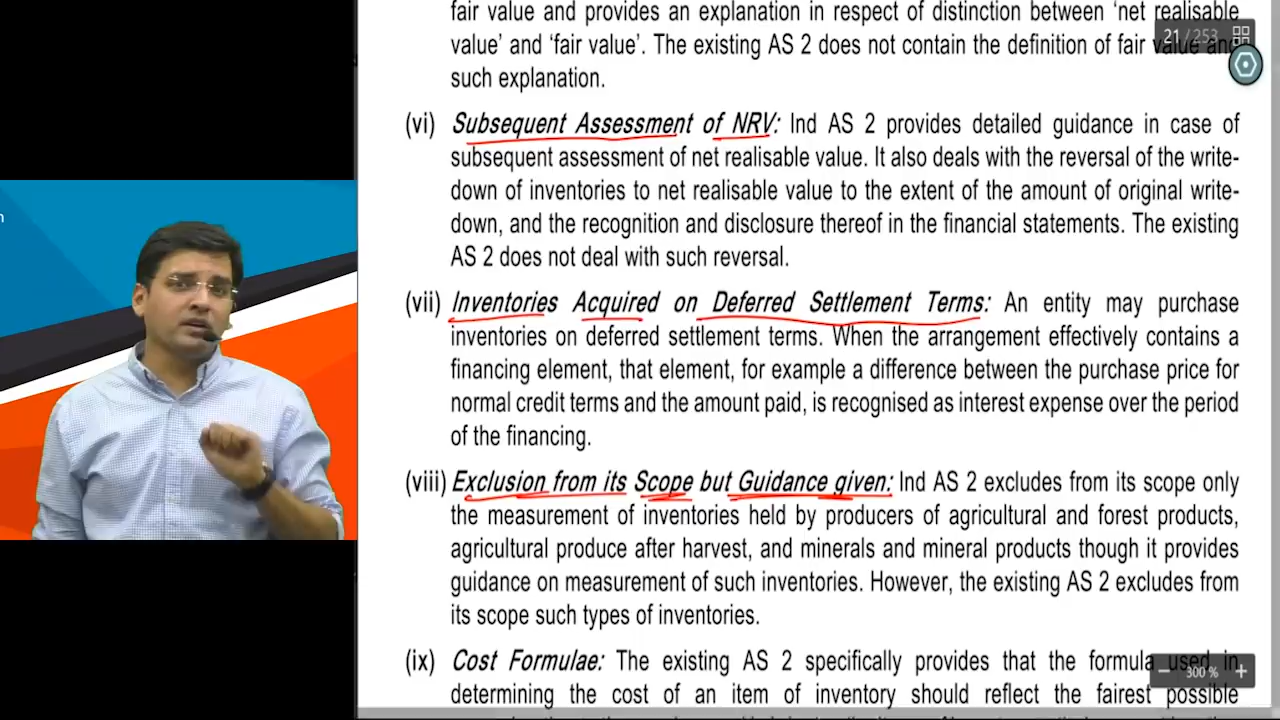 fair value and provides an explanation in respect of distinction between ‘net realisable
value’ and ‘fair value’. The existing AS 2 does not contain the definition of fair value and
such explanation.
21 / 253
(vi) Subsequent Assessment of NRV: Ind AS 2 provides detailed guidance in case of
subsequent assessment of net realisable value. It also deals with the reversal of the write-
down of inventories to net realisable value to the extent of the amount of original write-
down, and the recognition and disclosure thereof in the financial statements. The existing
AS 2 does not deal with such reversal.
n
(vii) Inventories Acquired on Deferred Settlement Terms: An entity may purchase
inventories on deferred settlement terms. When the arrangement effectively contains a
financing element, that element, for example a difference between the purchase price for
normal credit terms and the amount paid, is recognised as interest expense over the period
of the financing.
(viii) Exclusion from its Scope but Guidance given: Ind AS 2 excludes from its scope only
the measurement of inventories held by producers of agricultural and forest products,
agricultural produce after harvest, and minerals and mineral products though it provides
guidance on measurement of such inventories. However, the existing AS 2 excludes from
its scope such types of inventories.
(ix) Cost Formulae: The existing AS 2 specifically provides that the formula used in
determining the cost of an item of inventory should reflect the fairest possible
300 %